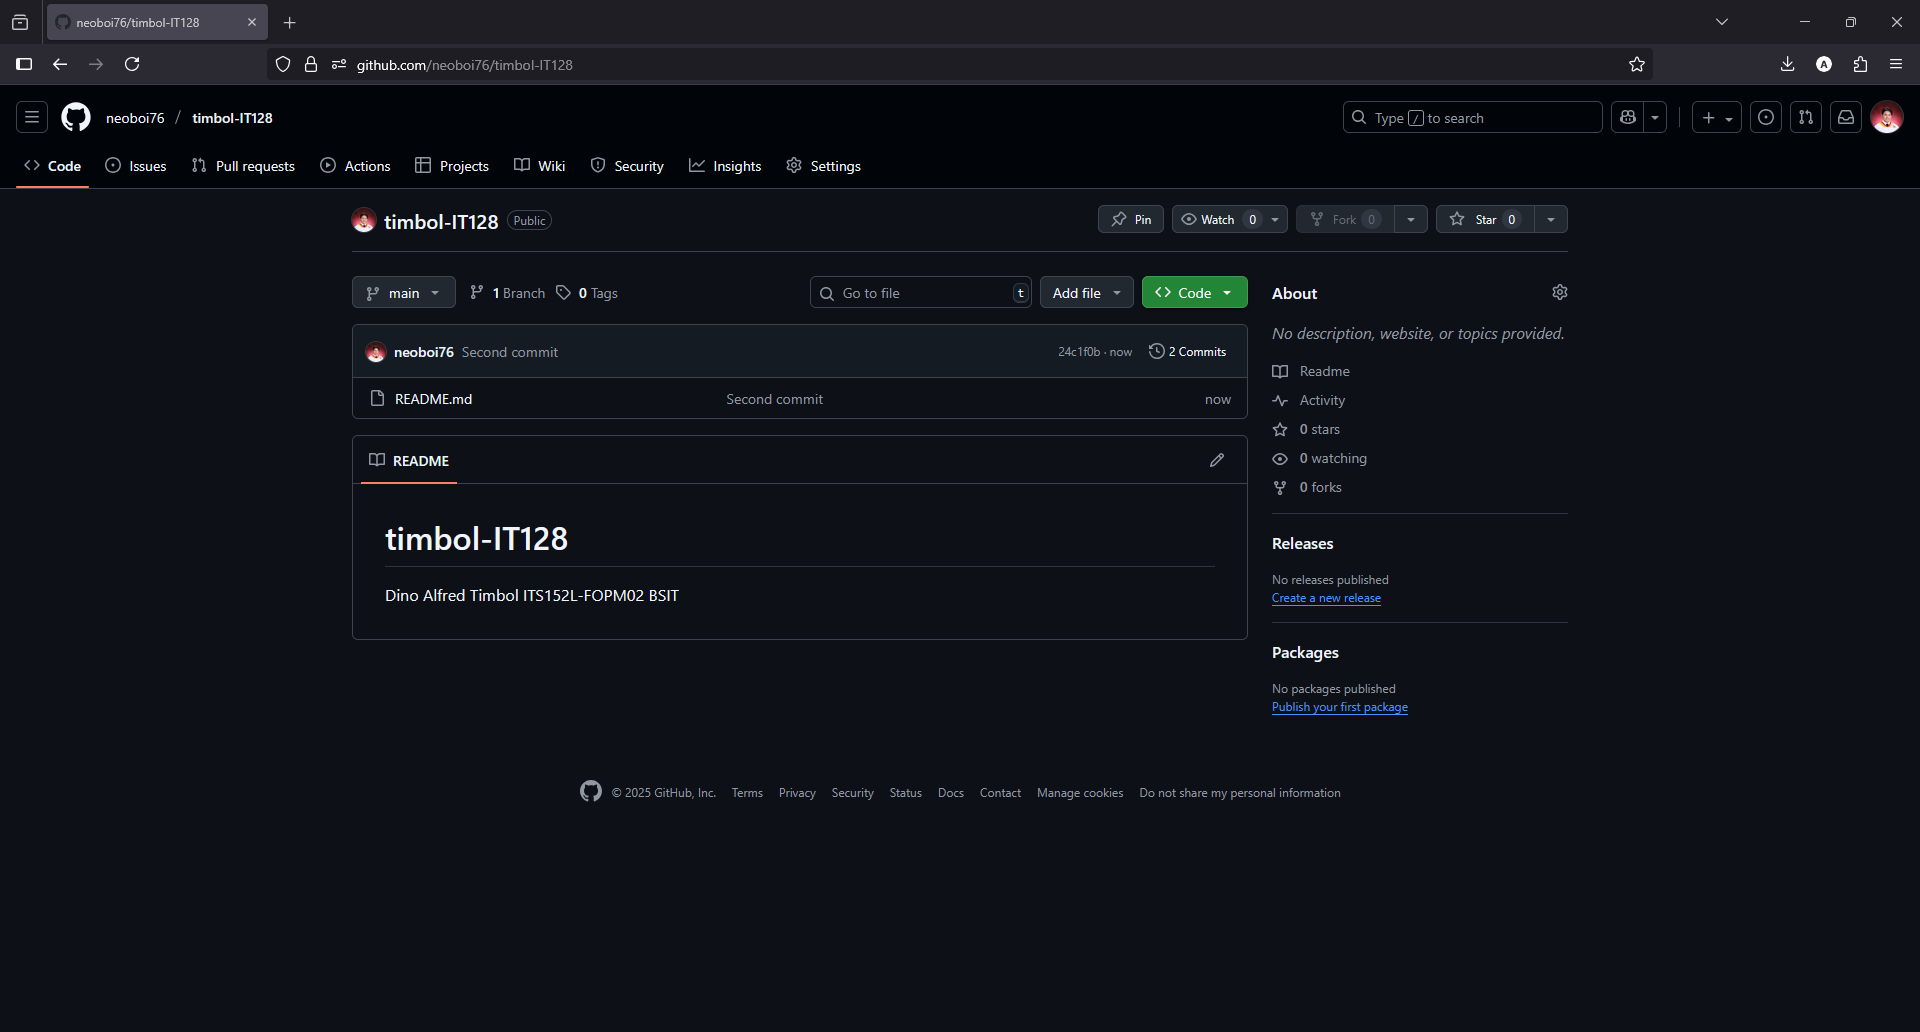 neoboi76/timbol-IT128
github.com/neoboi76/timbol-IT128
A
neoboi76 / timbol-IT128
Type / to search
Code Issues Pull requests Actions Projects Wiki Security Insights Settings
timbol-IT128 Public
Pin Watch 0 Fork 0 Star 0
main 1 Branch 0 Tags Go to file t Add file Code
neoboi76 Second commit 24c1f0b · now 2 Commits
README.md Second commit now
README
timbol-IT128
Dino Alfred Timbol ITS152L-FOPM02 BSIT
About
No description, website, or topics provided.
Readme
Activity
0 stars
0 watching
0 forks
Releases
No releases published
Create a new release
Packages
No packages published
Publish your first package
© 2025 GitHub, Inc. Terms Privacy Security Status Docs Contact Manage cookies Do not share my personal information